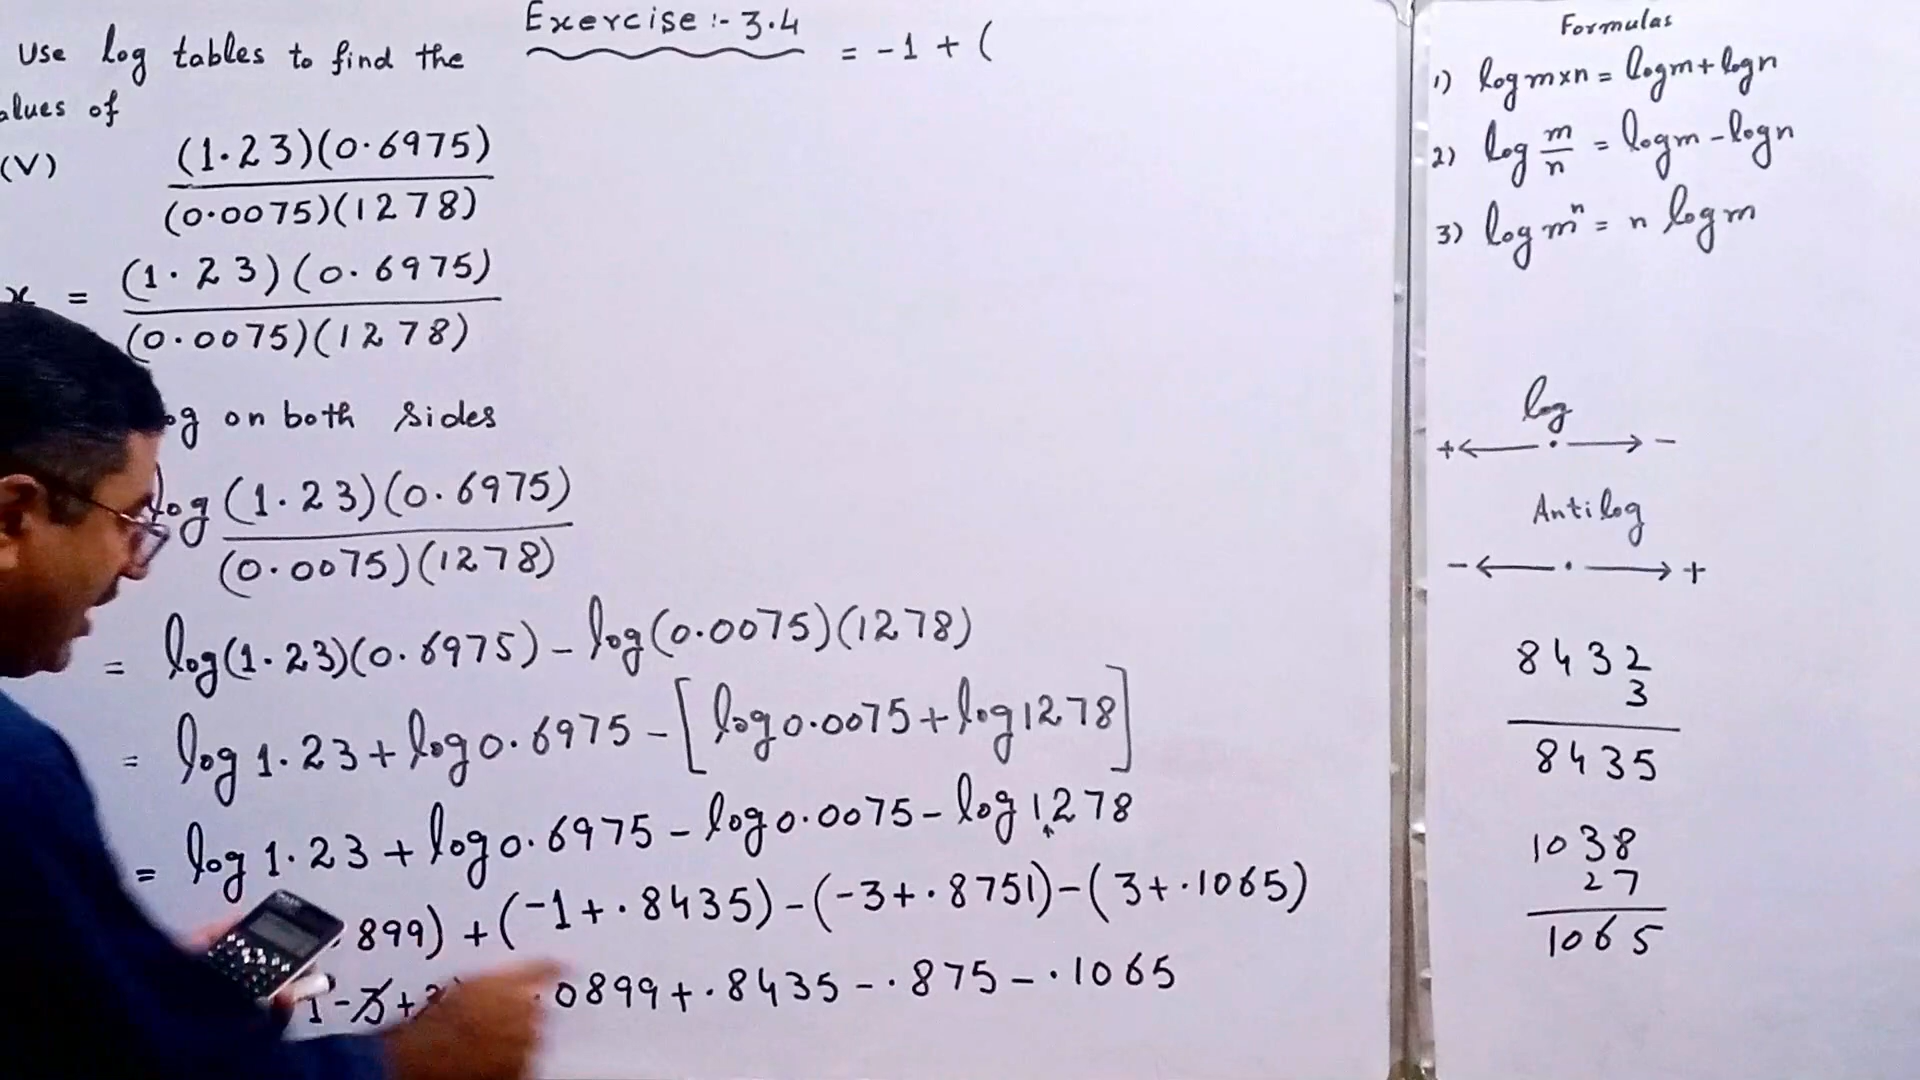 Exercise :- 3.4
Use log tables to find the
alues of
= -1 + (
(V) (1.23)(0.6975)
(0.0075)(1278)
x = (1.23)(0.6975)
(0.0075)(1278)
og on both sides
log (1.23)(0.6975)
(0.0075)(1278)
= log(1.23)(0.6975) - log(0.0075)(1278)
= log 1.23 + log 0.6975 - [log 0.0075 + log 1278]
= log 1.23 + log 0.6975 - log 0.0075 - log 1278
.899) + (-1 + .8435) - (-3 + .8751) - (3 + .1065)
1 - 3 + 3 .0899 + .8435 - .875 - .1065
Formulas
1) log m×n = log m + log n
2) log m/n = log m - log n
3) log mⁿ = n log m
log
+ ← . → -
Antilog
- ← . → +
8432
3
8435
1038
27
1065